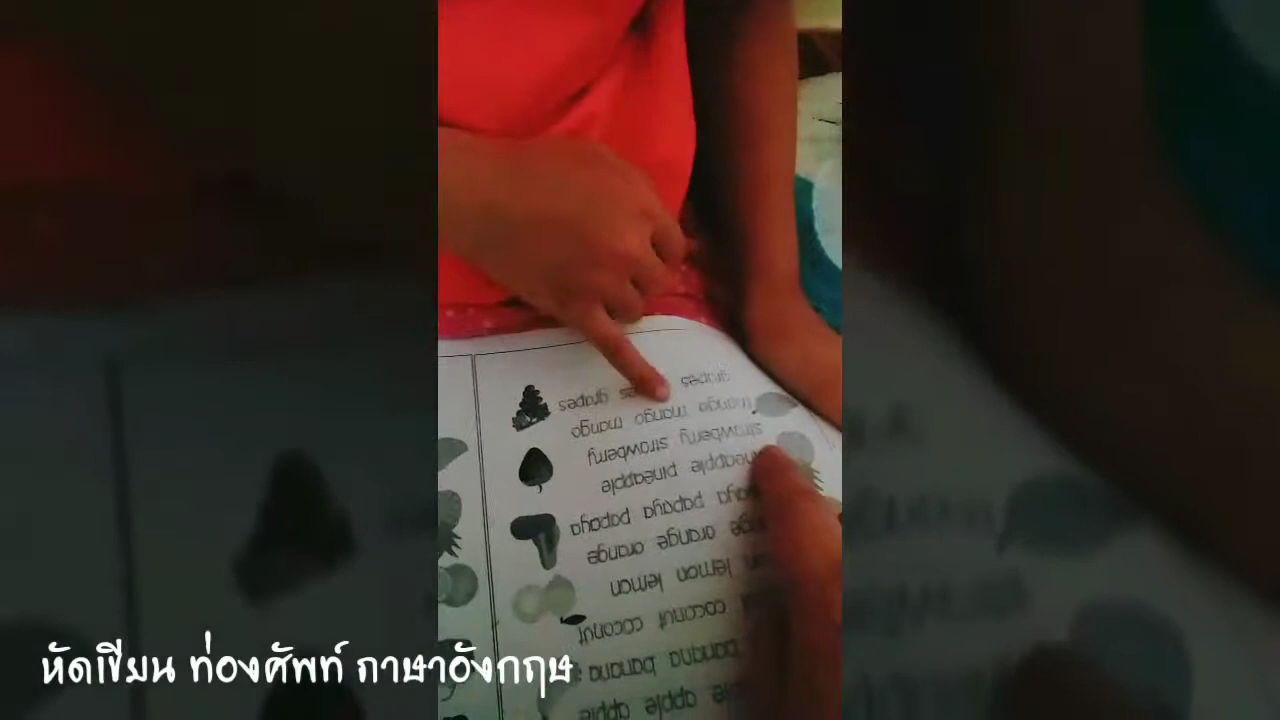 apple apple
banana banana
coconut coconut
lemon lemon
orange orange
papaya papaya
pineapple
strawberry strawberry
mango mango mango
grapes grapes
หัดเขียน ท่องศัพท์ ภาษาอังกฤษ